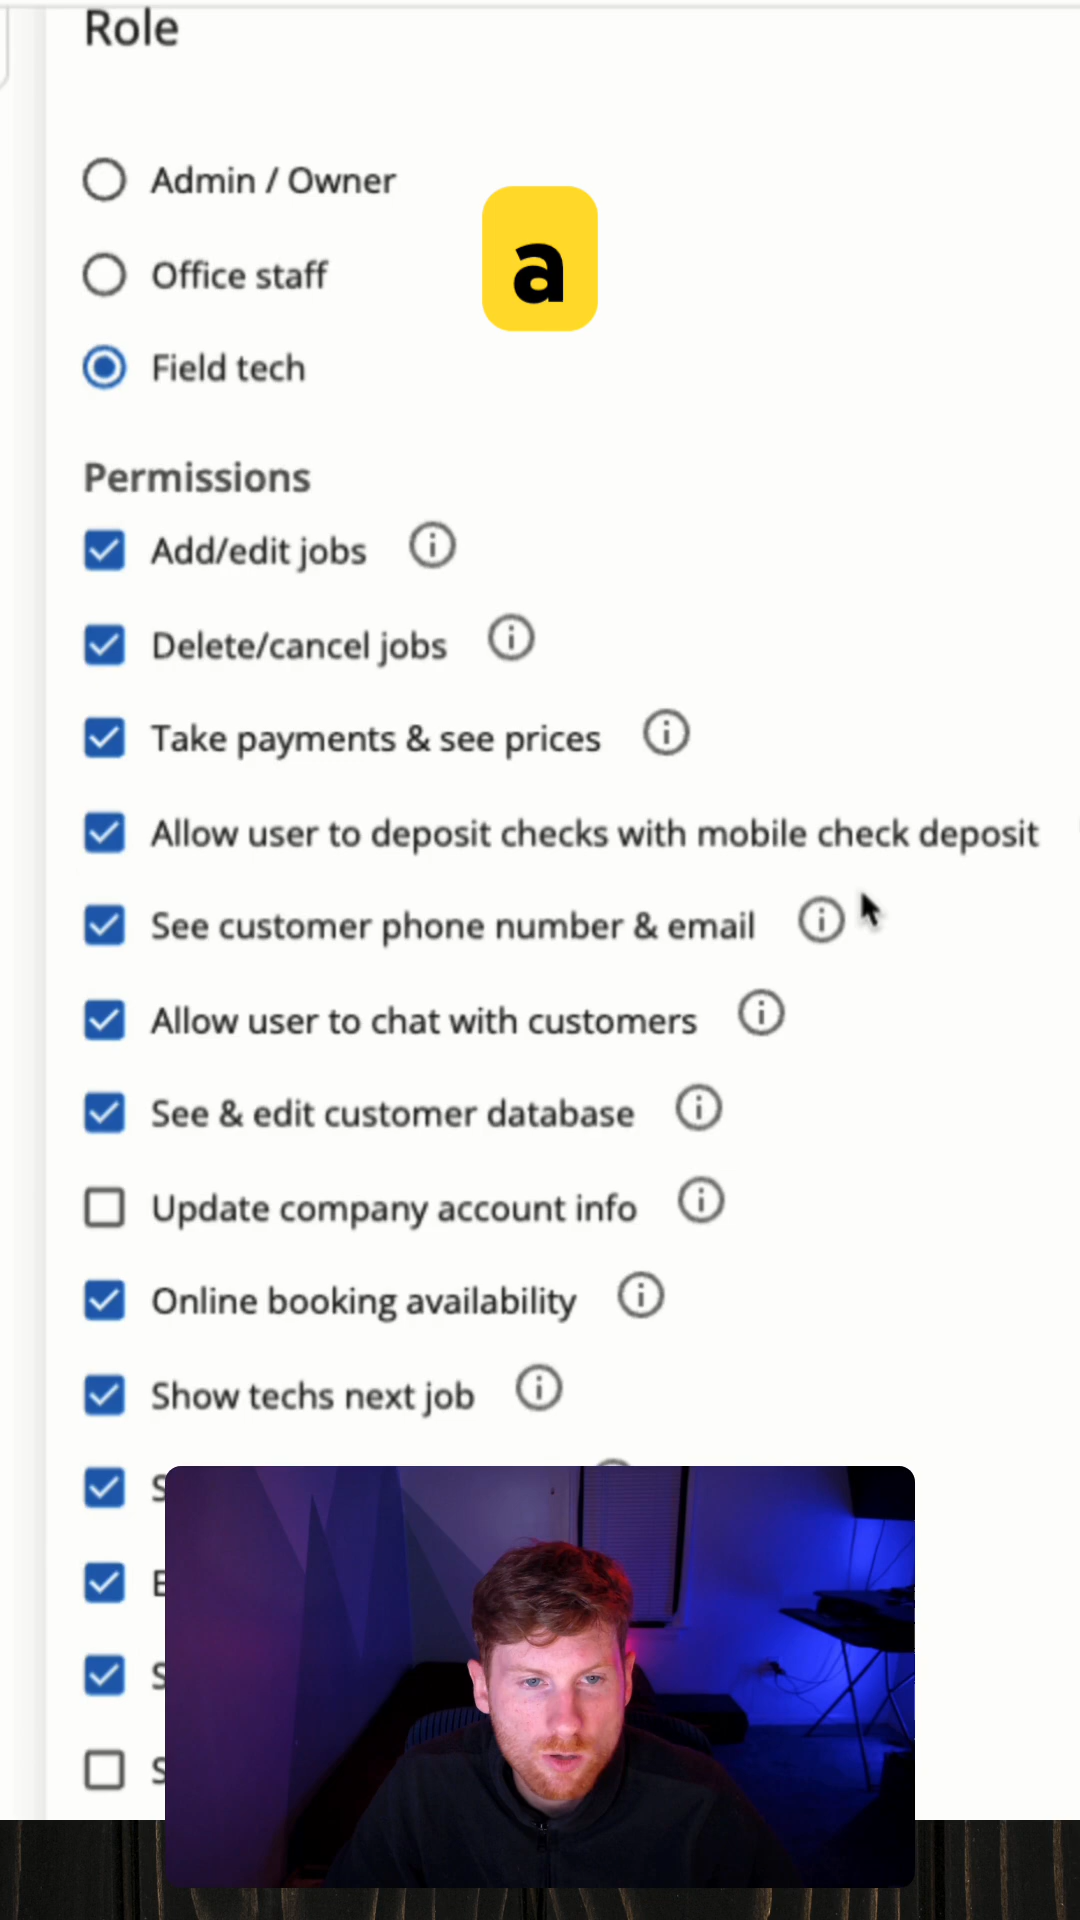 Role
Admin / Owner
a
Office staff
Field tech
Permissions
Add/edit jobs
Delete/cancel jobs
Take payments & see prices
Allow user to deposit checks with mobile check deposit
See customer phone number & email
Allow user to chat with customers
See & edit customer database
Update company account info
Online booking availability
Show techs next job